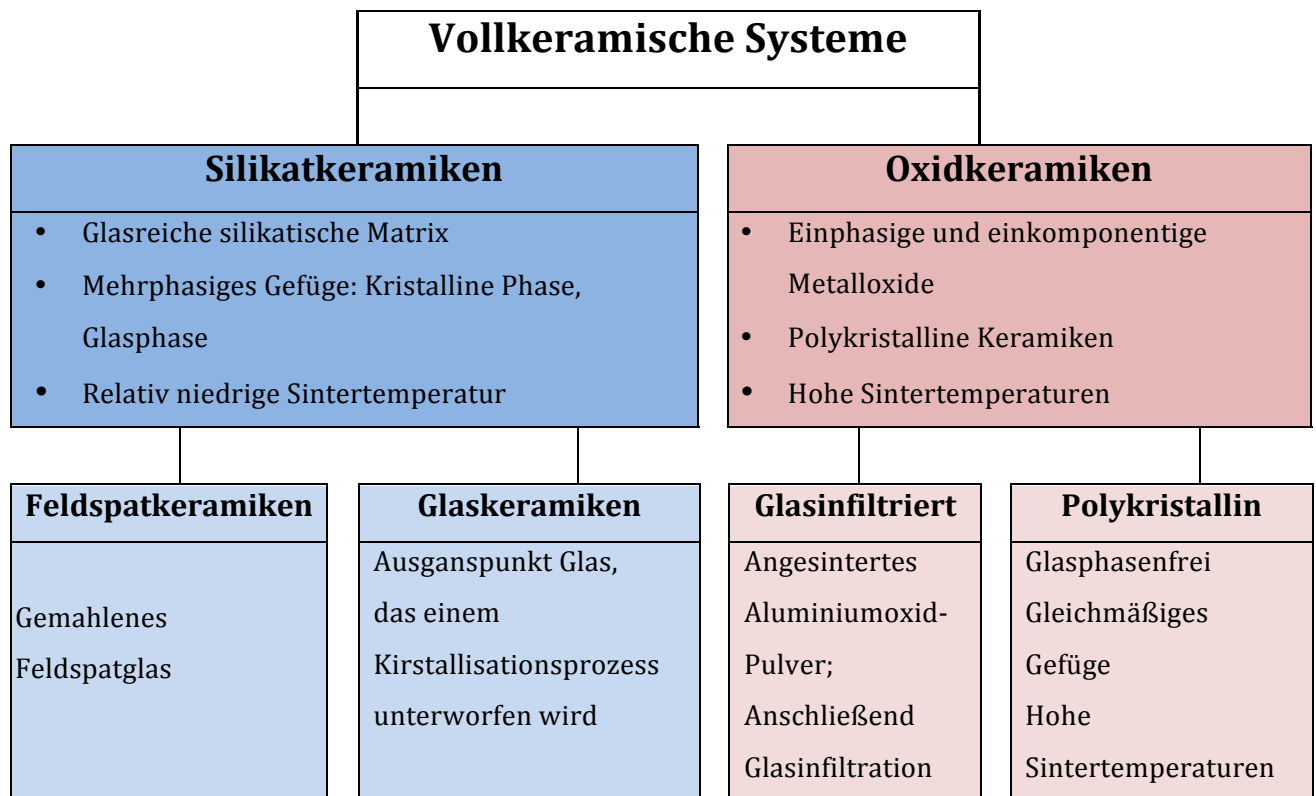 Vollkeramische Systeme
Silikatkeramiken
• Glasreiche silikatische Matrix
• Mehrphasiges Gefüge: Kristalline Phase,
Glasphase
• Relativ niedrige Sintertemperatur
Oxidkeramiken
• Einphasige und einkomponentige
Metalloxide
• Polykristalline Keramiken
• Hohe Sintertemperaturen
Feldspatkeramiken
Gemahlenes
Feldspatglas
Glaskeramiken
Ausganspunkt Glas,
das einem
Kirstallisationsprozess
unterworfen wird
Glasinfiltriert
Angesintertes
Aluminiumoxid-
Pulver;
Anschließend
Glasinfiltration
Polykristallin
Glasphasenfrei
Gleichmäßiges
Gefüge
Hohe
Sintertemperaturen